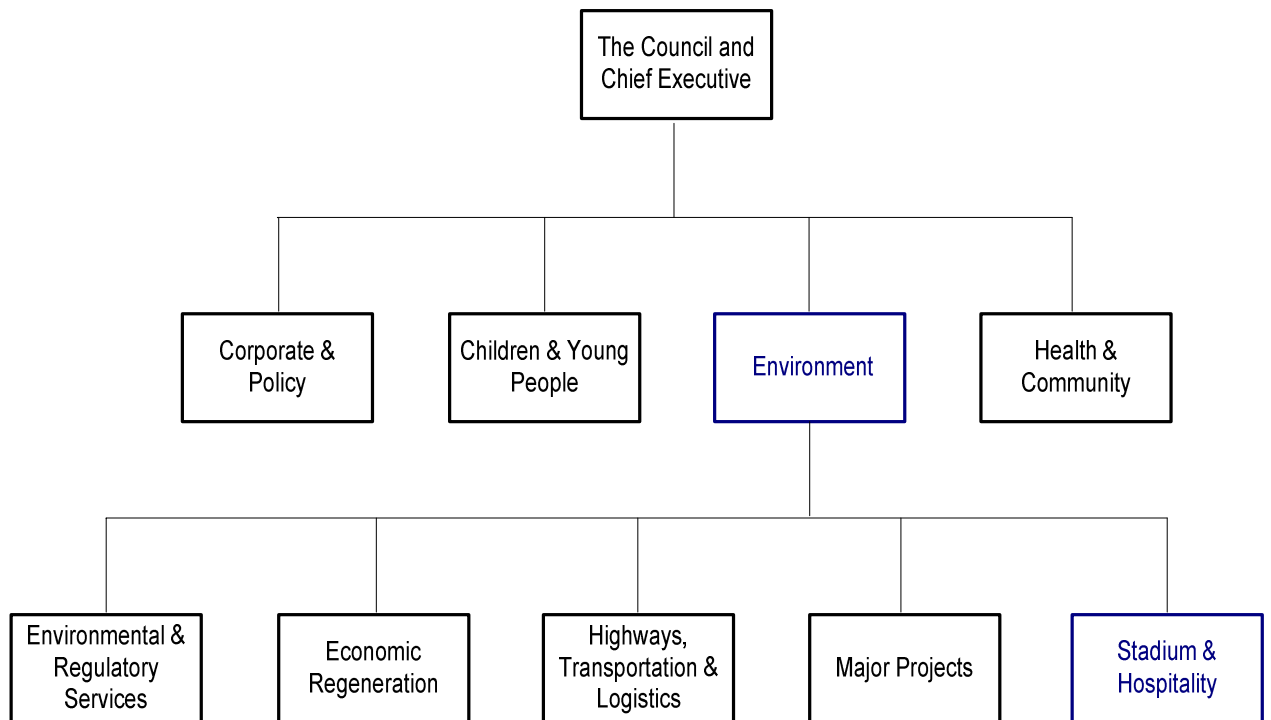 The Council and
Chief Executive
Corporate &
Policy
Children & Young
People
Environment
Health &
Community
Environmental &
Regulatory
Services
Economic
Regeneration
Highways,
Transportation &
Logistics
Major Projects
Stadium &
Hospitality